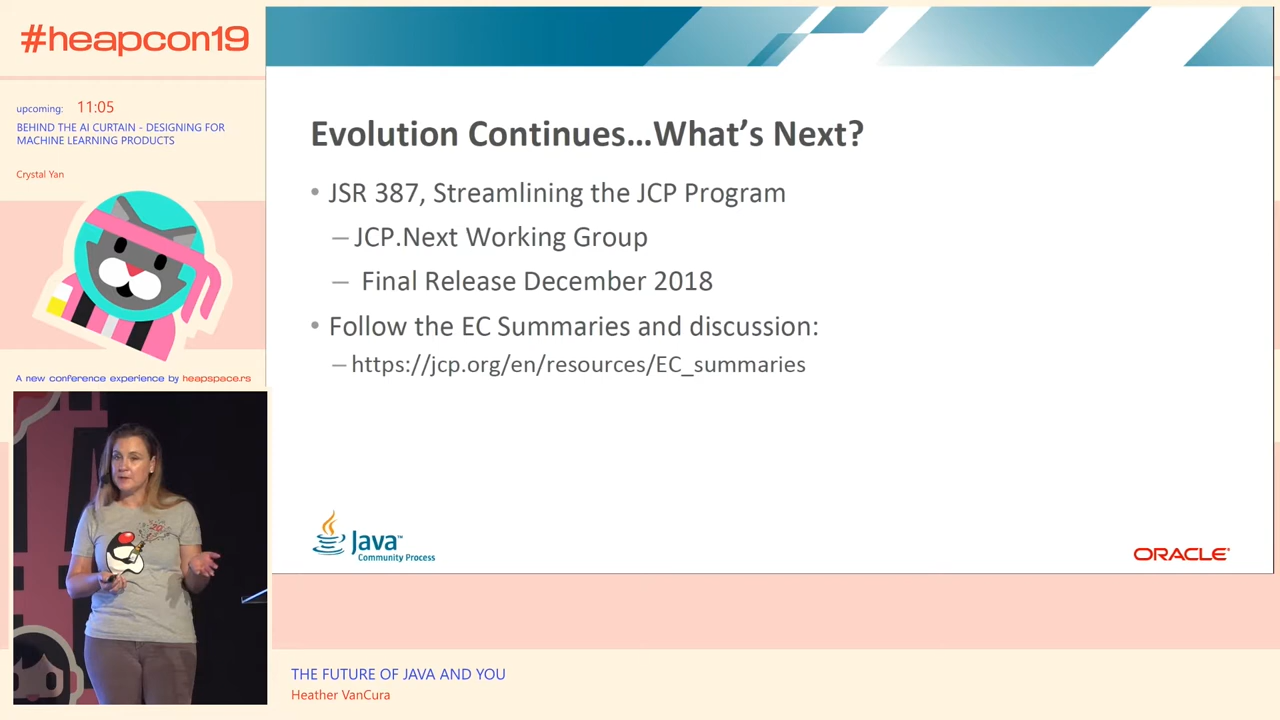 #heapcon19
upcoming: 11:05
BEHIND THE AI CURTAIN - DESIGNING FOR
MACHINE LEARNING PRODUCTS
Crystal Yan
A new conference experience by heapspace.rs
Evolution Continues...What's Next?
• JSR 387, Streamlining the JCP Program
– JCP.Next Working Group
– Final Release December 2018
• Follow the EC Summaries and discussion:
– https://jcp.org/en/resources/EC_summaries
Java™
Community Process
ORACLE®
THE FUTURE OF JAVA AND YOU
Heather VanCura